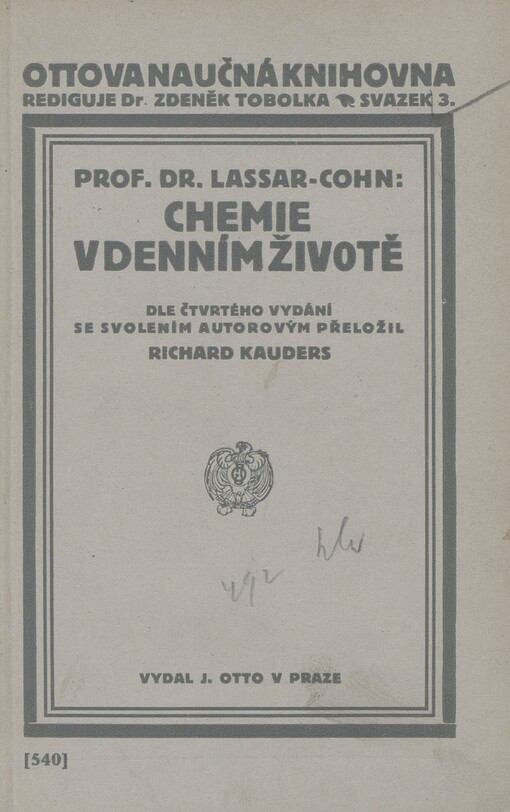 OTTOVA NAUČNÁ KNIHOVNA
REDIGUJE Dr. ZDENĚK TOBOLKA SVAZEK 3.
PROF. DR. LASSAR-COHN:
CHEMIE
V DENNÍM ŽIVOTĚ
DLE ČTVRTÉHO VYDÁNÍ
SE SVOLENÍM AUTOROVÝM PŘELOŽIL
RICHARD KAUDERS
492
VYDAL J. OTTO V PRAZE
[540]